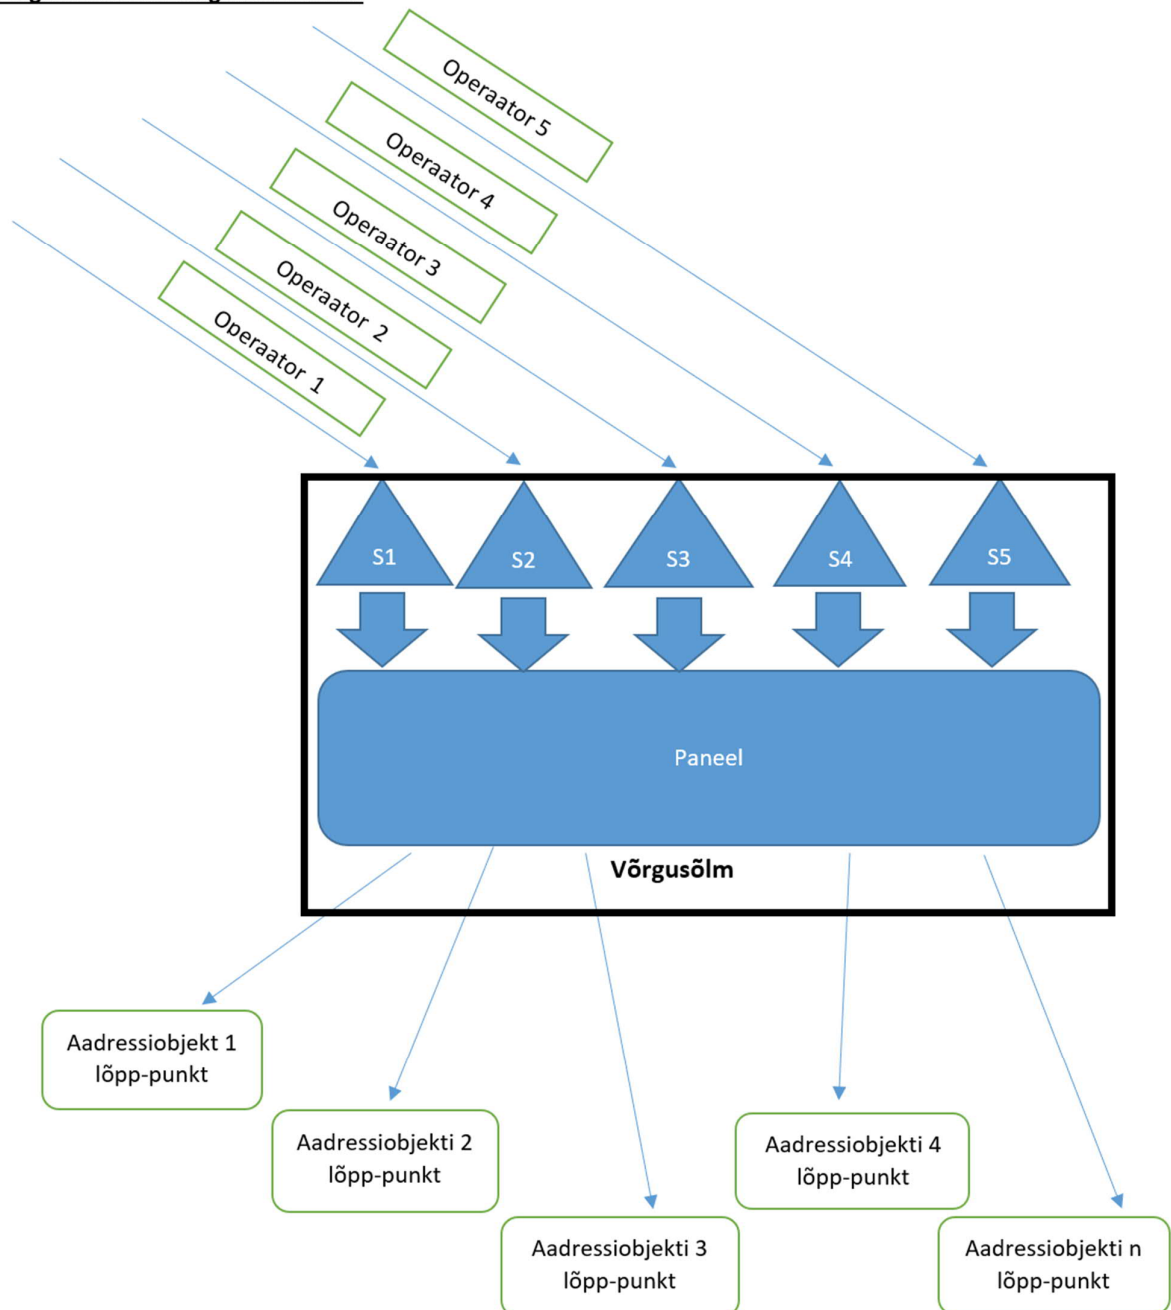 Operaator 5
Operaator 4
Operaator 3
Operaator 2
Operaator 1
S1
S2
S3
S4
S5
Paneel
Võrgusõlm
Aadressiobjekt 1
lõpp-punkt
Aadressiobjekti 2
lõpp-punkt
Aadressiobjekti 4
lõpp-punkt
Aadressiobjekti 3
lõpp-punkt
Aadressiobjekti n
lõpp-punkt